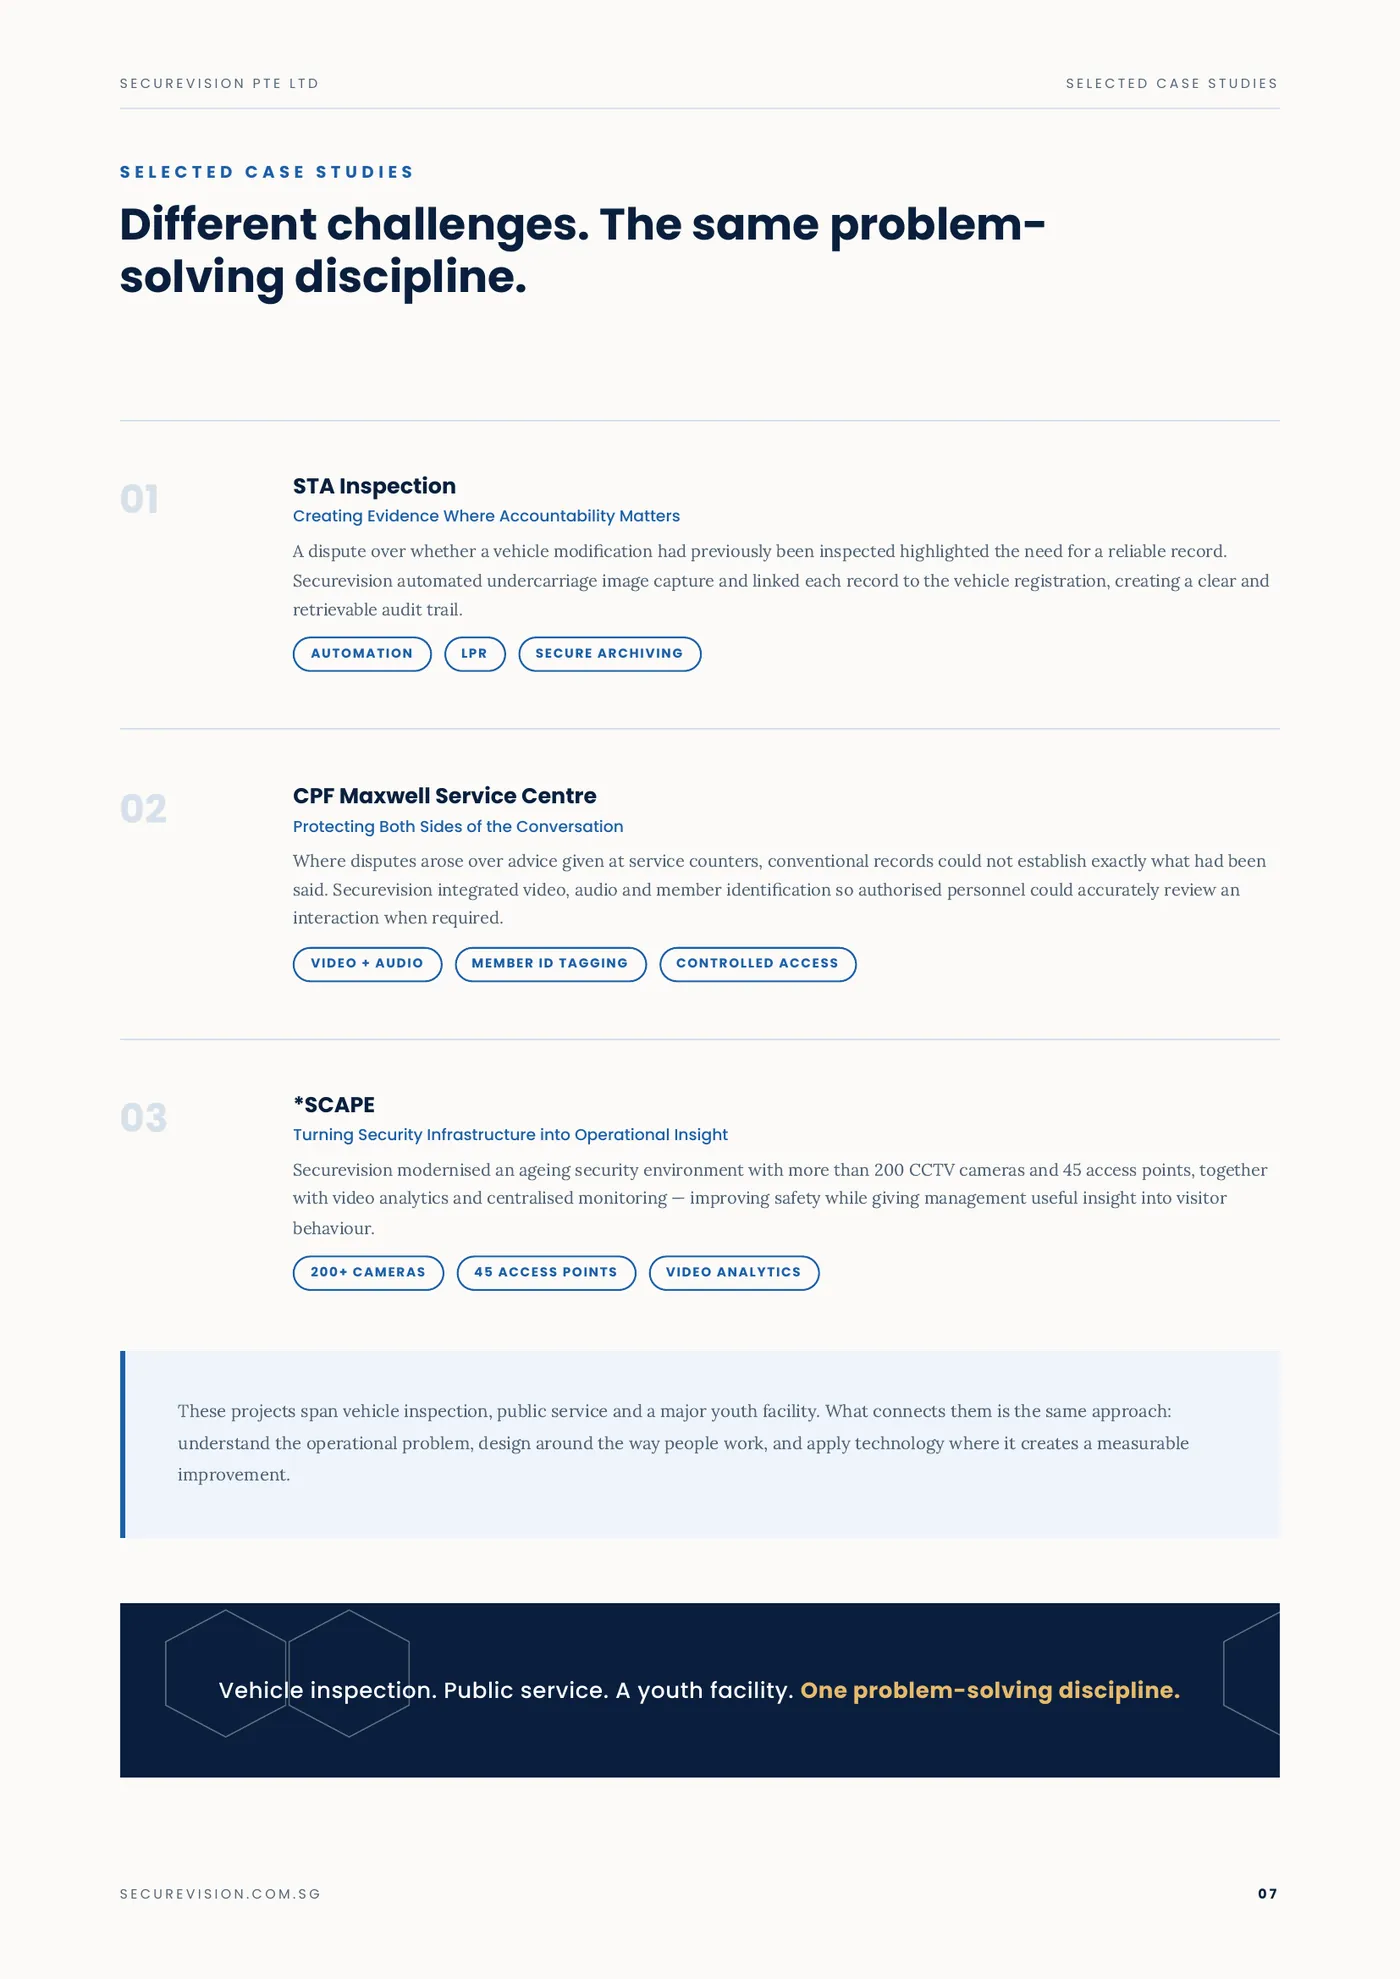 SECUREVISION PTE LTD
SELECTED CASE STUDIES
SELECTED CASE STUDIES
Different challenges. The same problem-
solving discipline.
01
STA Inspection
Creating Evidence Where Accountability Matters
A dispute over whether a vehicle modification had previously been inspected highlighted the need for a reliable record.
Securevision automated undercarriage image capture and linked each record to the vehicle registration, creating a clear and
retrievable audit trail.
AUTOMATION
LPR
SECURE ARCHIVING
02
CPF Maxwell Service Centre
Protecting Both Sides of the Conversation
Where disputes arose over advice given at service counters, conventional records could not establish exactly what had been
said. Securevision integrated video, audio and member identification so authorised personnel could accurately review an
interaction when required.
VIDEO + AUDIO
MEMBER ID TAGGING
CONTROLLED ACCESS
03
*SCAPE
Turning Security Infrastructure into Operational Insight
Securevision modernised an ageing security environment with more than 200 CCTV cameras and 45 access points, together
with video analytics and centralised monitoring — improving safety while giving management useful insight into visitor
behaviour.
200+ CAMERAS
45 ACCESS POINTS
VIDEO ANALYTICS
These projects span vehicle inspection, public service and a major youth facility. What connects them is the same approach:
understand the operational problem, design around the way people work, and apply technology where it creates a measurable
improvement.
Vehicle inspection. Public service. A youth facility. One problem-solving discipline.
SECUREVISION.COM.SG
07